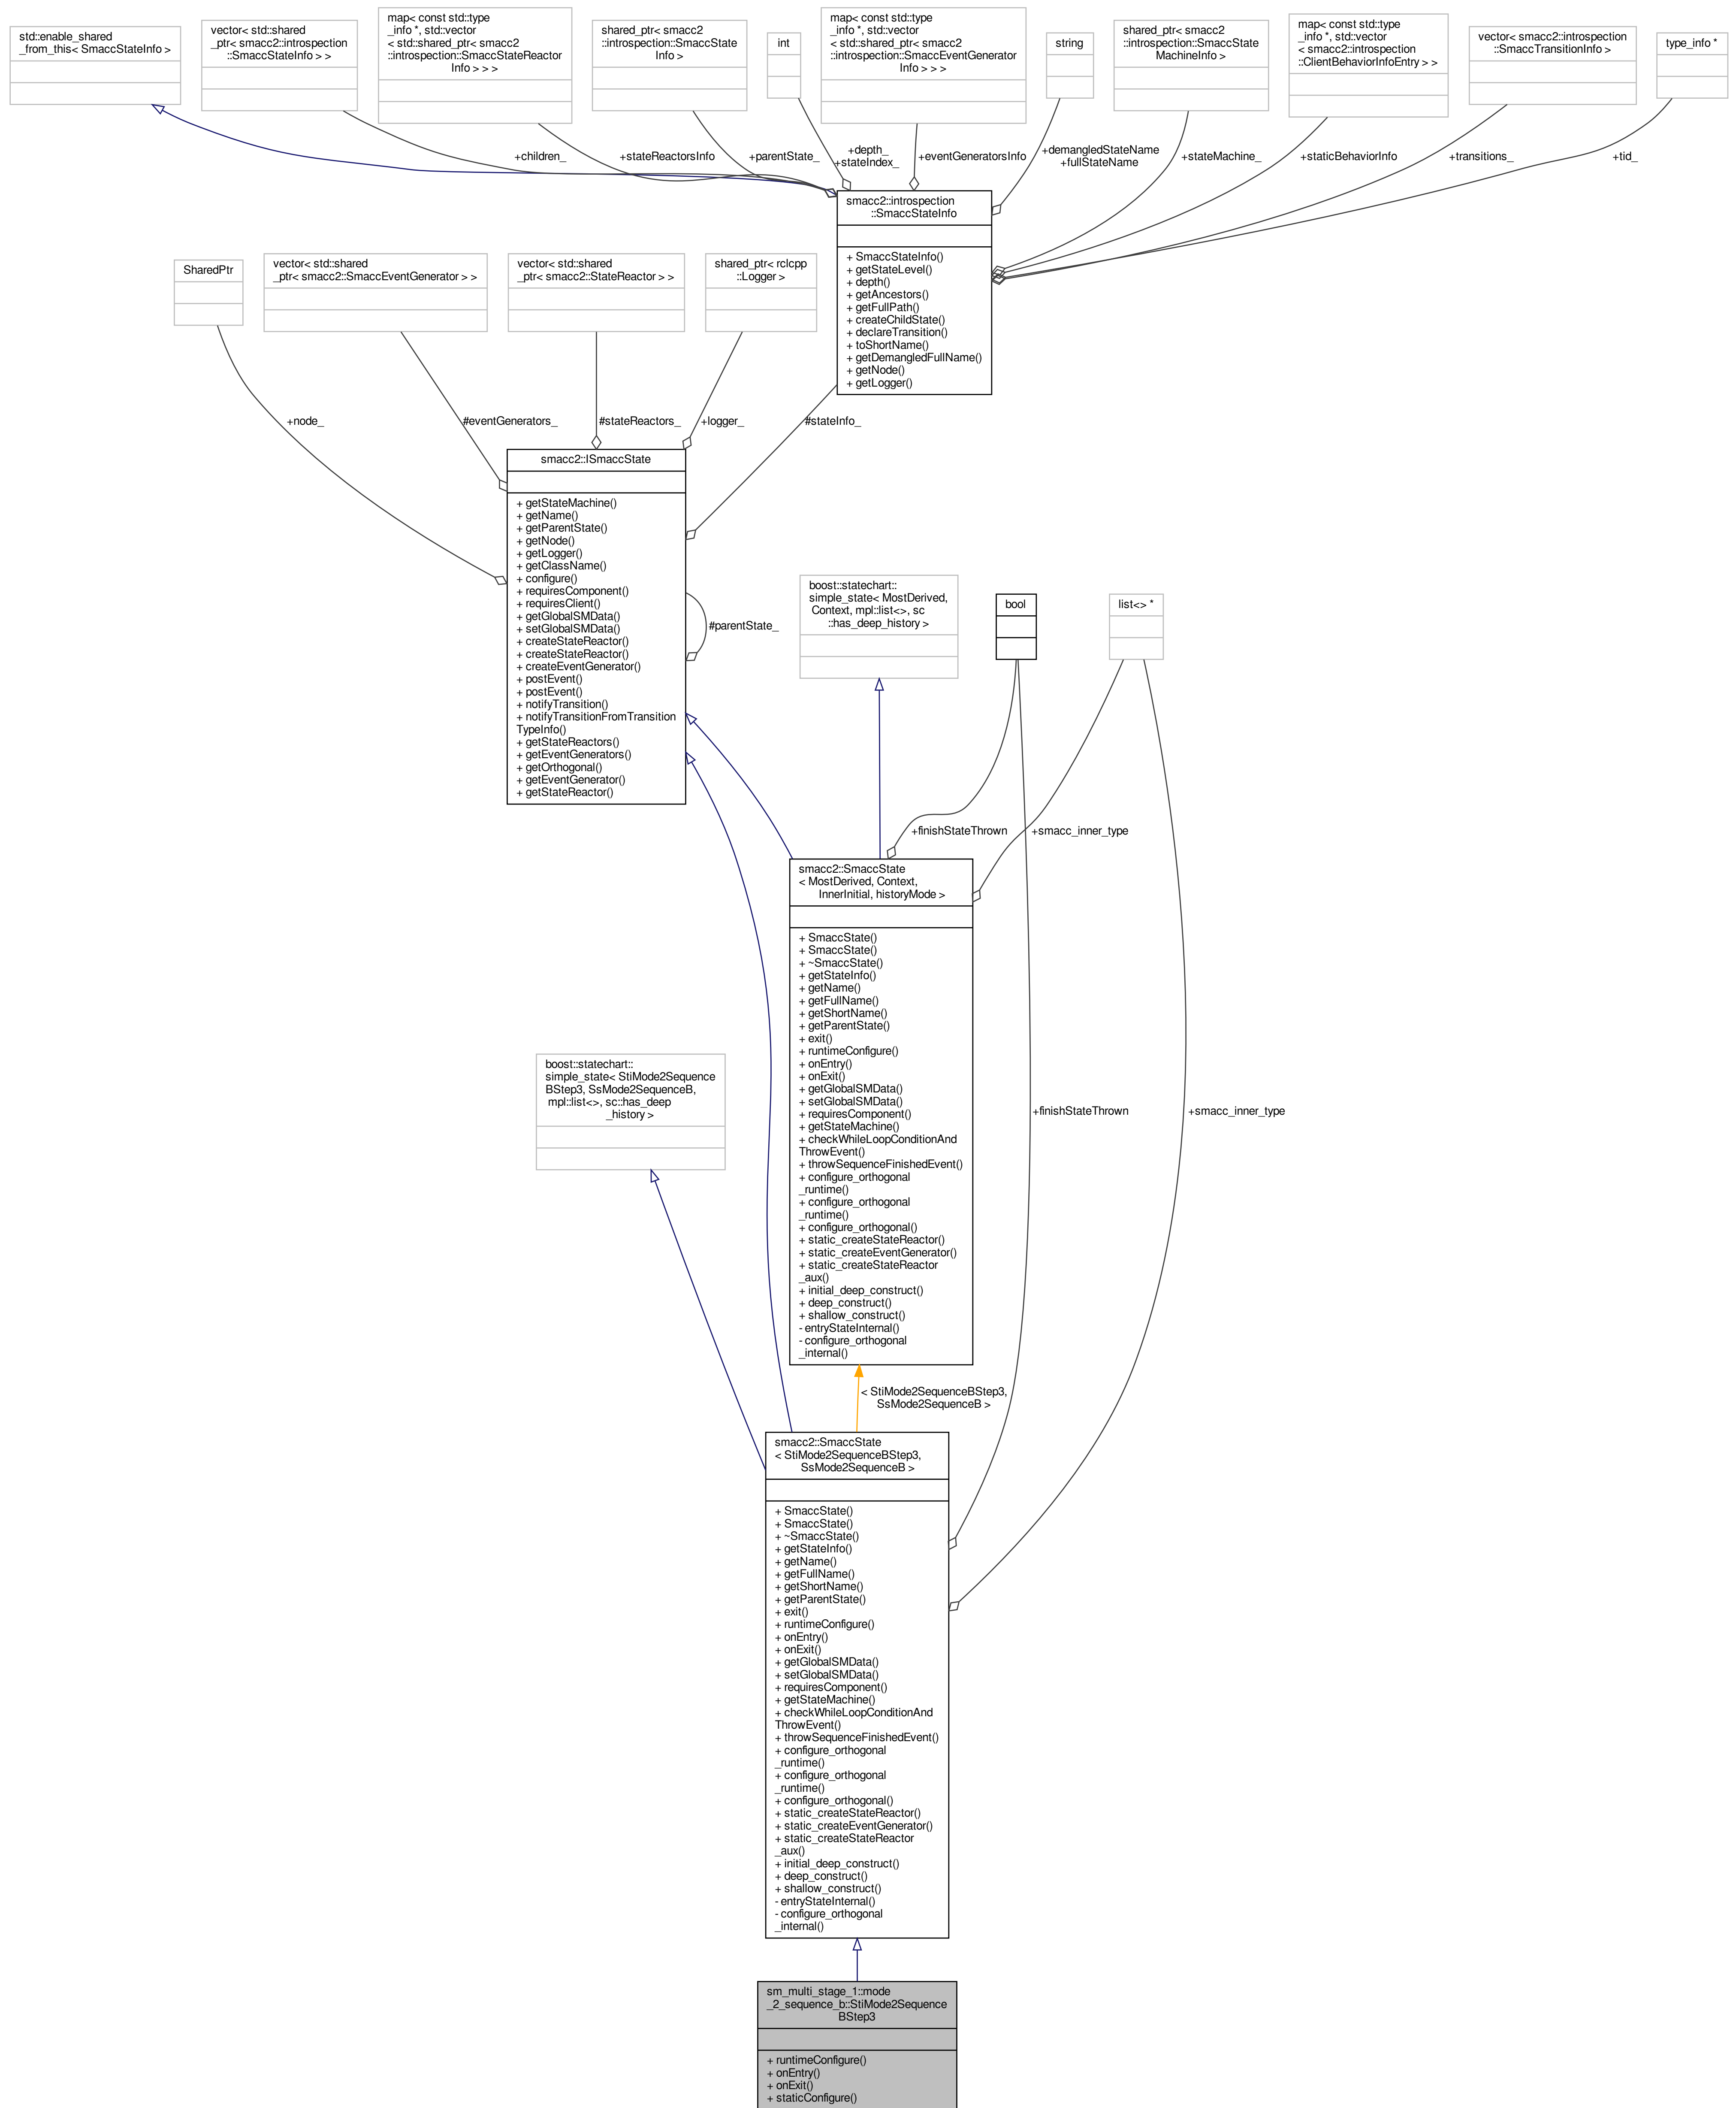 std::enable_shared
_from_this< SmaccStateInfo >
vector< std::shared
_ptr< smacc2::introspection
::SmaccStateInfo > >
map< const std::type
_info *, std::vector
< std::shared_ptr< smacc2
::introspection::SmaccStateReactor
Info > > >
shared_ptr< smacc2
::introspection::SmaccState
Info >
int
map< const std::type
_info *, std::vector
< std::shared_ptr< smacc2
::introspection::SmaccEventGenerator
Info > > >
string
shared_ptr< smacc2
::introspection::SmaccState
MachineInfo >
map< const std::type
_info *, std::vector
< smacc2::introspection
::ClientBehaviorInfoEntry > >
vector< smacc2::introspection
::SmaccTransitionInfo >
type_info *
+children_
+stateReactorsInfo
+parentState_
+depth_
+stateIndex_
+eventGeneratorsInfo
+demangledStateName
+fullStateName
+stateMachine_
+staticBehaviorInfo
+transitions_
+tid_
smacc2::introspection
::SmaccStateInfo
+ SmaccStateInfo()
+ getStateLevel()
+ depth()
+ getAncestors()
+ getFullPath()
+ createChildState()
+ declareTransition()
+ toShortName()
+ getDemangledFullName()
+ getNode()
+ getLogger()
SharedPtr
vector< std::shared
_ptr< smacc2::SmaccEventGenerator > >
vector< std::shared
_ptr< smacc2::StateReactor > >
shared_ptr< rclcpp
::Logger >
+node_
#eventGenerators_
#stateReactors_
+logger_
#stateInfo_
smacc2::ISmaccState
+ getStateMachine()
+ getName()
+ getParentState()
+ getNode()
+ getLogger()
+ getClassName()
+ configure()
+ requiresComponent()
+ requiresClient()
+ getGlobalSMData()
+ setGlobalSMData()
+ createStateReactor()
+ createStateReactor()
+ createEventGenerator()
+ postEvent()
+ postEvent()
+ notifyTransition()
+ notifyTransitionFromTransition
TypeInfo()
+ getStateReactors()
+ getEventGenerators()
+ getOrthogonal()
+ getEventGenerator()
+ getStateReactor()
#parentState_
boost::statechart::
simple_state< MostDerived,
Context, mpl::list<>, sc
::has_deep_history >
bool
list<> *
+finishStateThrown
+smacc_inner_type
smacc2::SmaccState
< MostDerived, Context,
InnerInitial, historyMode >
+ SmaccState()
+ SmaccState()
+ ~SmaccState()
+ getStateInfo()
+ getName()
+ getFullName()
+ getShortName()
+ getParentState()
+ exit()
+ runtimeConfigure()
+ onEntry()
+ onExit()
+ getGlobalSMData()
+ setGlobalSMData()
+ requiresComponent()
+ getStateMachine()
+ checkWhileLoopConditionAnd
ThrowEvent()
+ throwSequenceFinishedEvent()
+ configure_orthogonal
_runtime()
+ configure_orthogonal
_runtime()
+ configure_orthogonal()
+ static_createStateReactor()
+ static_createEventGenerator()
+ static_createStateReactor
_aux()
+ initial_deep_construct()
+ deep_construct()
+ shallow_construct()
- entryStateInternal()
- configure_orthogonal
_internal()
boost::statechart::
simple_state< StiMode2Sequence
BStep3, SsMode2SequenceB,
mpl::list<>, sc::has_deep
_history >
+finishStateThrown
+smacc_inner_type
< StiMode2SequenceBStep3,
SsMode2SequenceB >
smacc2::SmaccState
< StiMode2SequenceBStep3,
SsMode2SequenceB >
+ SmaccState()
+ SmaccState()
+ ~SmaccState()
+ getStateInfo()
+ getName()
+ getFullName()
+ getShortName()
+ getParentState()
+ exit()
+ runtimeConfigure()
+ onEntry()
+ onExit()
+ getGlobalSMData()
+ setGlobalSMData()
+ requiresComponent()
+ getStateMachine()
+ checkWhileLoopConditionAnd
ThrowEvent()
+ throwSequenceFinishedEvent()
+ configure_orthogonal
_runtime()
+ configure_orthogonal
_runtime()
+ configure_orthogonal()
+ static_createStateReactor()
+ static_createEventGenerator()
+ static_createStateReactor
_aux()
+ initial_deep_construct()
+ deep_construct()
+ shallow_construct()
- entryStateInternal()
- configure_orthogonal
_internal()
sm_multi_stage_1::mode
_2_sequence_b::StiMode2Sequence
BStep3
+ runtimeConfigure()
+ onEntry()
+ onExit()
+ staticConfigure()